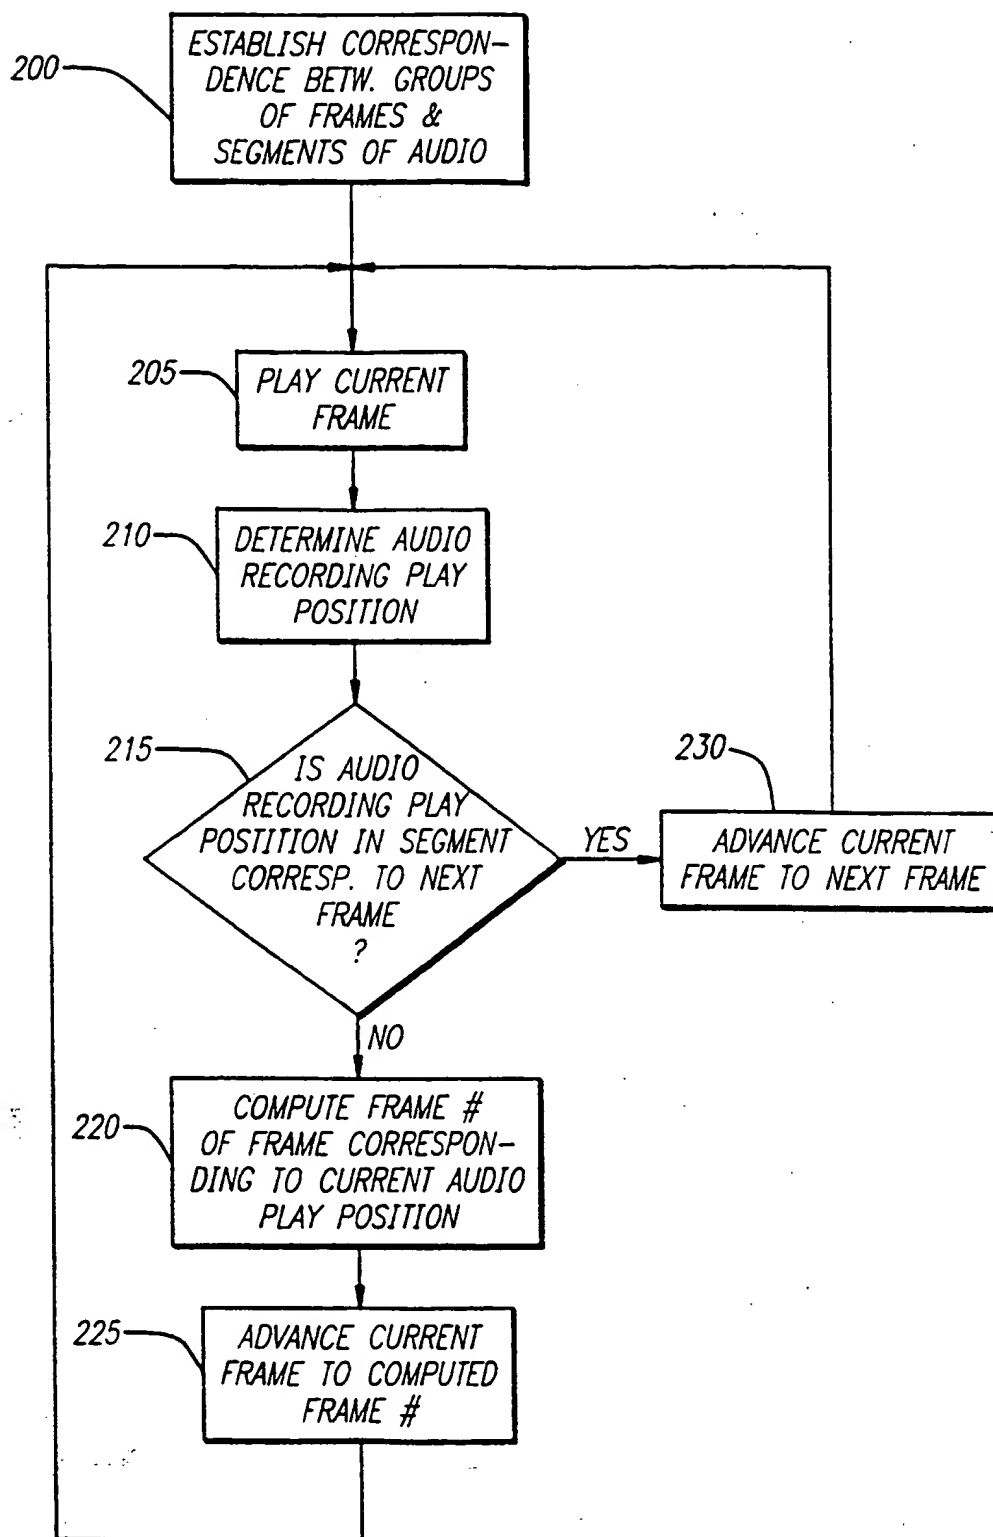 200
ESTABLISH CORRESPON-
DENCE BETW. GROUPS
OF FRAMES &
SEGMENTS OF AUDIO
205
PLAY CURRENT
FRAME
210
DETERMINE AUDIO
RECORDING PLAY
POSITION
215
IS AUDIO
RECORDING PLAY
POSTITION IN SEGMENT
CORRESP. TO NEXT
FRAME
?
YES
230
ADVANCE CURRENT
FRAME TO NEXT FRAME
NO
220
COMPUTE FRAME #
OF FRAME CORRESPON-
DING TO CURRENT AUDIO
PLAY POSITION
225
ADVANCE CURRENT
FRAME TO COMPUTED
FRAME #